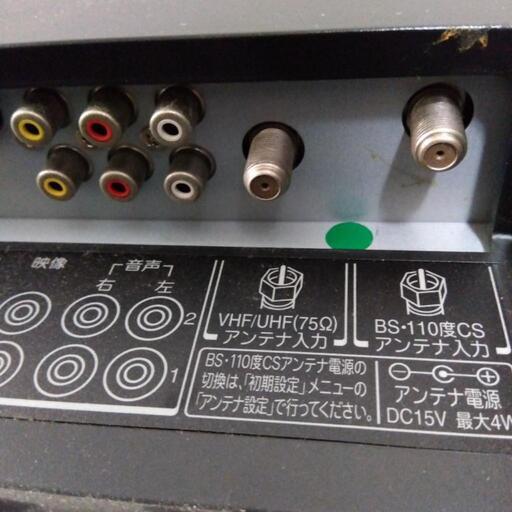 映像
音声
右 左
2
1
VHF/UHF(75Ω)
アンテナ入力
BS・110度CS
アンテナ入力
BS・110度CSアンテナ電源の
切換は、「初期設定」メニューの
「アンテナ設定」で行ってください。
アンテナ電源
DC15V 最大4W